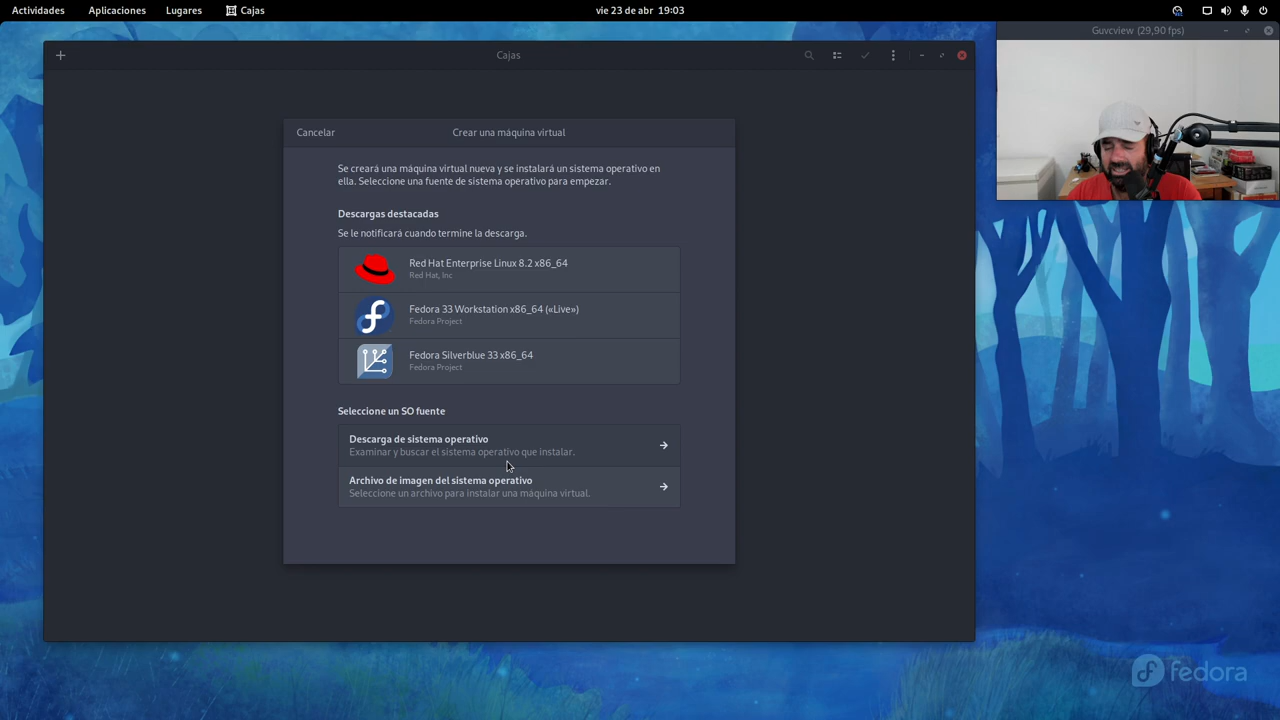 Actividades
Aplicaciones
Lugares
Cajas
vie 23 de abr 19:03
Guvcview (29,90 fps)
Cajas
Cancelar
Crear una máquina virtual
Se creará una máquina virtual nueva y se instalará un sistema operativo en
ella. Seleccione una fuente de sistema operativo para empezar.
Descargas destacadas
Se le notificará cuando termine la descarga.
Red Hat Enterprise Linux 8.2 x86_64
Red Hat, Inc
Fedora 33 Workstation x86_64 («Live»)
Fedora Project
Fedora Silverblue 33 x86_64
Fedora Project
Seleccione un SO fuente
Descarga de sistema operativo
Examinar y buscar el sistema operativo que instalar.
Archivo de imagen del sistema operativo
Seleccione un archivo para instalar una máquina virtual.
fedora